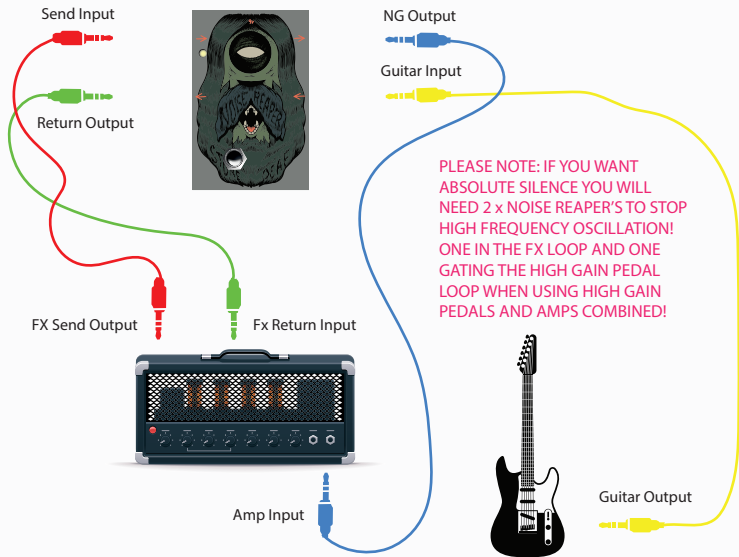 Send Input
NG Output
Guitar Input
Return Output
NOISE REAPER
PLEASE NOTE: IF YOU WANT
ABSOLUTE SILENCE YOU WILL
NEED 2 x NOISE REAPER'S TO STOP
HIGH FREQUENCY OSCILLATION!
ONE IN THE FX LOOP AND ONE
GATING THE HIGH GAIN PEDAL
LOOP WHEN USING HIGH GAIN
PEDALS AND AMPS COMBINED!
FX Send Output
Fx Return Input
Guitar Output
Amp Input